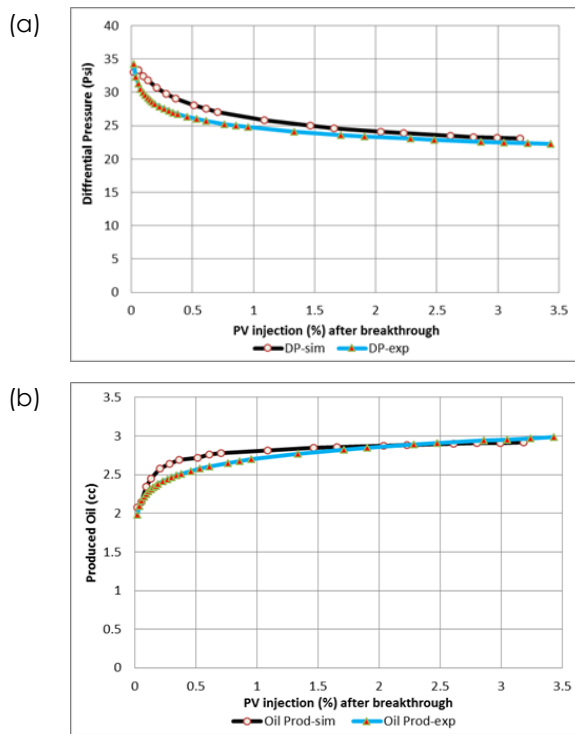 (a)
40
35
30
25
20
15
10
5
0
Diffrential Pressure (Psi)
0 0.5 1 1.5 2 2.5 3 3.5
PV injection (%) after breakthrough
DP-sim DP-exp
(b)
3.5
3
2.5
2
1.5
1
0.5
0
Produced Oil (cc)
0 0.5 1 1.5 2 2.5 3 3.5
PV injection (%) after breakthrough
Oil Prod-sim Oil Prod-exp